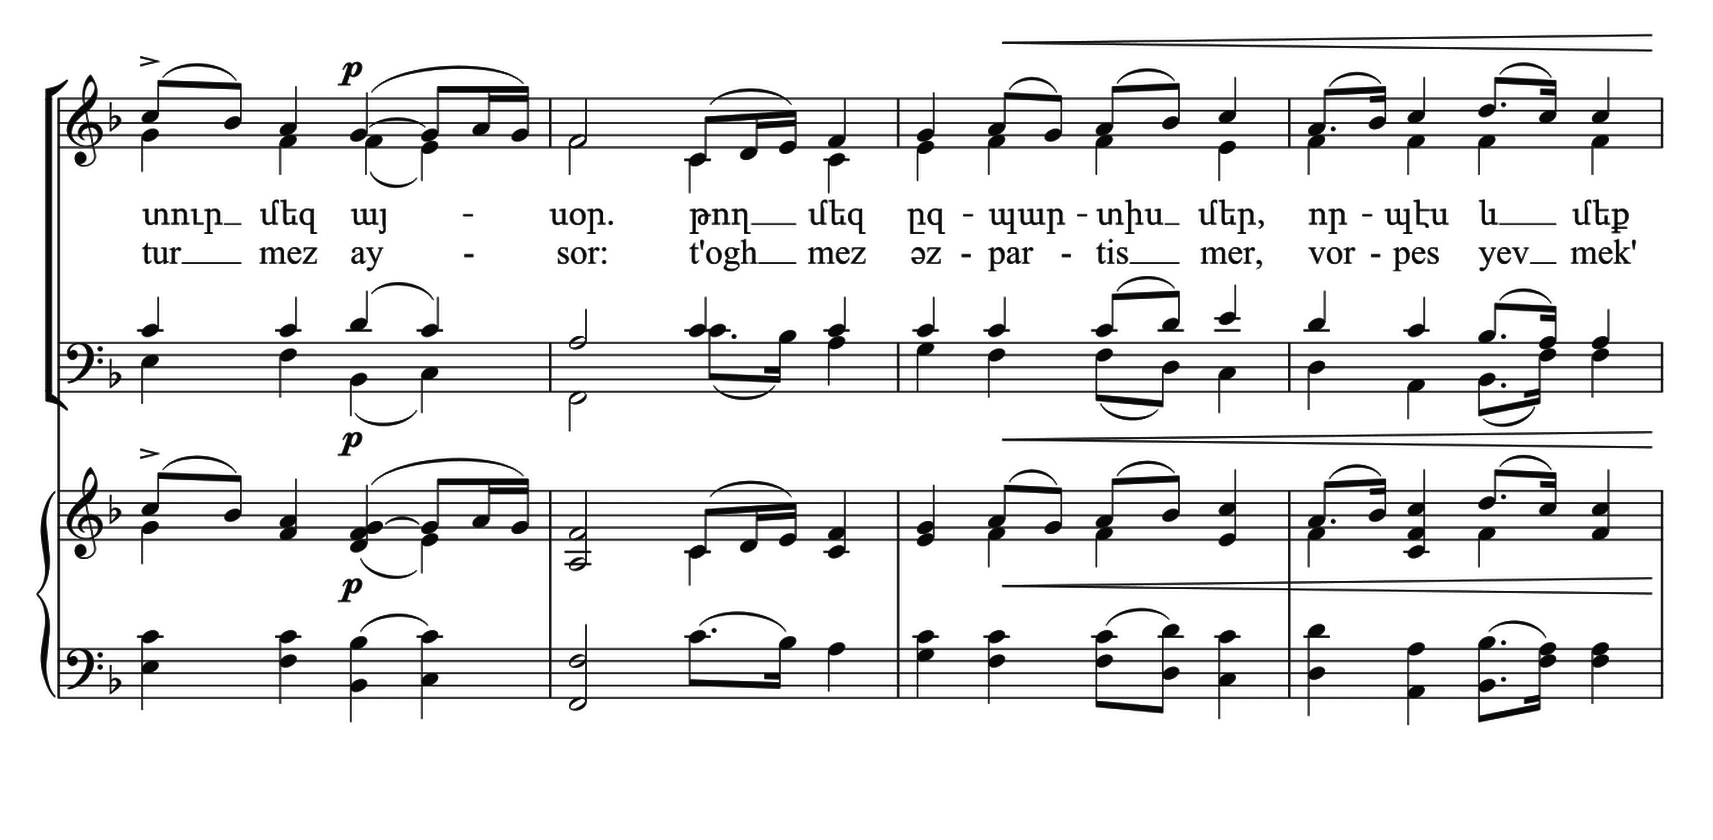 p
տուր_ մեզ այ - սօր. թող_ մեզ ըզ - պար - տիս_ մեր, որ - պէս և_ մեք
tur_ mez ay - sor: t'ogh_ mez əz - par - tis_ mer, vor - pes yev_ mek'
p
p